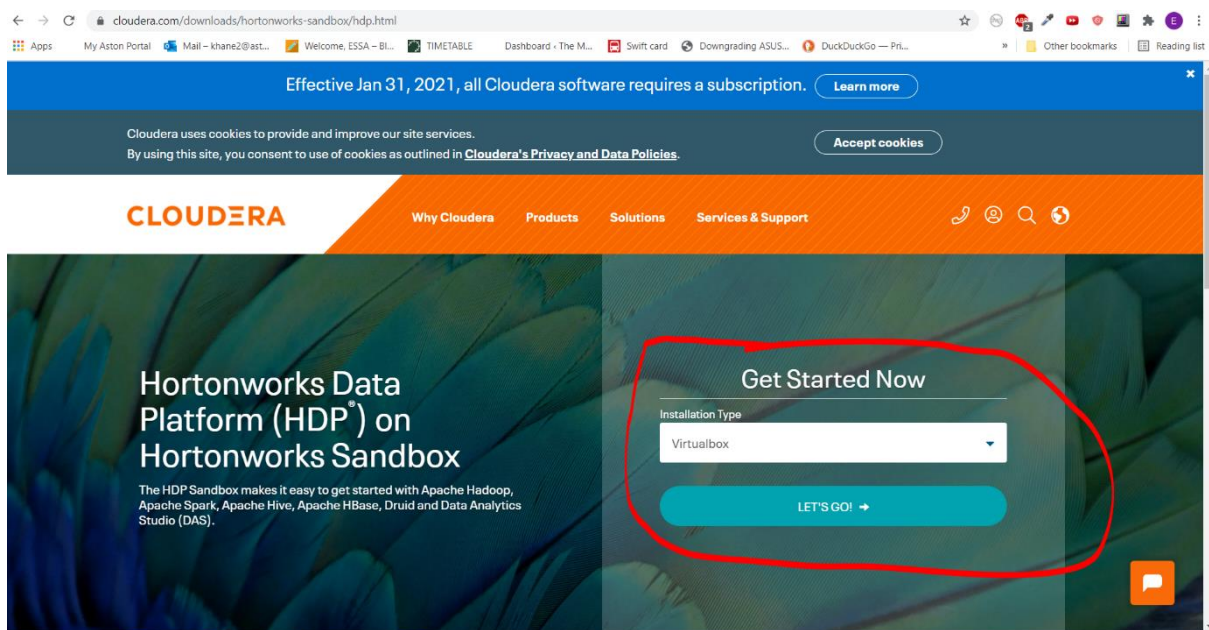 cloudera.com/downloads/hortonworks-sandbox/hdp.html
Apps My Aston Portal Mail – khane2@ast... Welcome, ESSA – Bl... TIMETABLE Dashboard ‹ The M... Swift card Downgrading ASUS... DuckDuckGo — Pri... » Other bookmarks Reading list
Effective Jan 31, 2021, all Cloudera software requires a subscription. Learn more
Cloudera uses cookies to provide and improve our site services.
By using this site, you consent to use of cookies as outlined in Cloudera's Privacy and Data Policies.
Accept cookies
CLOUDERA Why Cloudera Products Solutions Services & Support
Hortonworks Data
Platform (HDP®) on
Hortonworks Sandbox
The HDP Sandbox makes it easy to get started with Apache Hadoop,
Apache Spark, Apache Hive, Apache HBase, Druid and Data Analytics
Studio (DAS).
Get Started Now
Installation Type
Virtualbox
LET'S GO! →